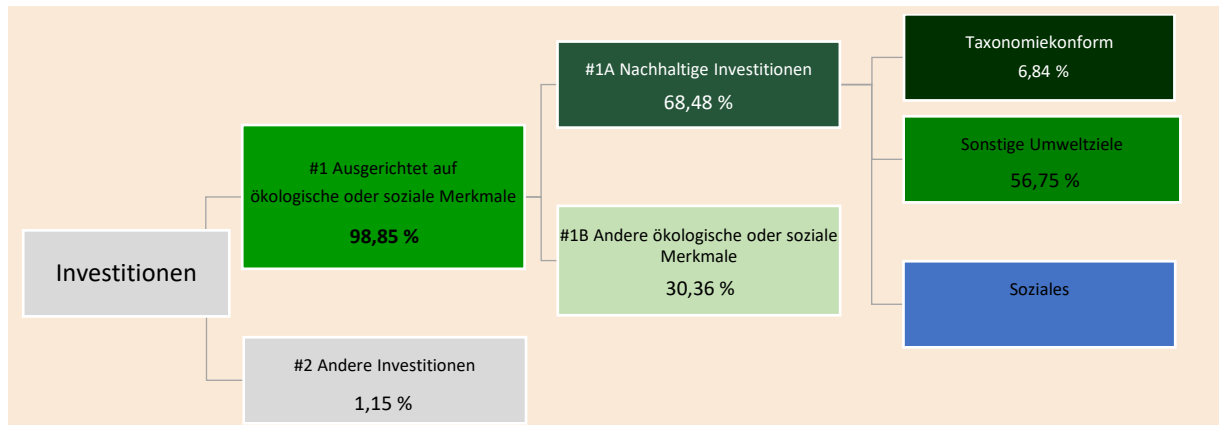 Investitionen
#1 Ausgerichtet auf
ökologische oder soziale Merkmale
98,85 %
#2 Andere Investitionen
1,15 %
#1A Nachhaltige Investitionen
68,48 %
#1B Andere ökologische oder soziale
Merkmale
30,36 %
Taxonomiekonform
6,84 %
Sonstige Umweltziele
56,75 %
Soziales